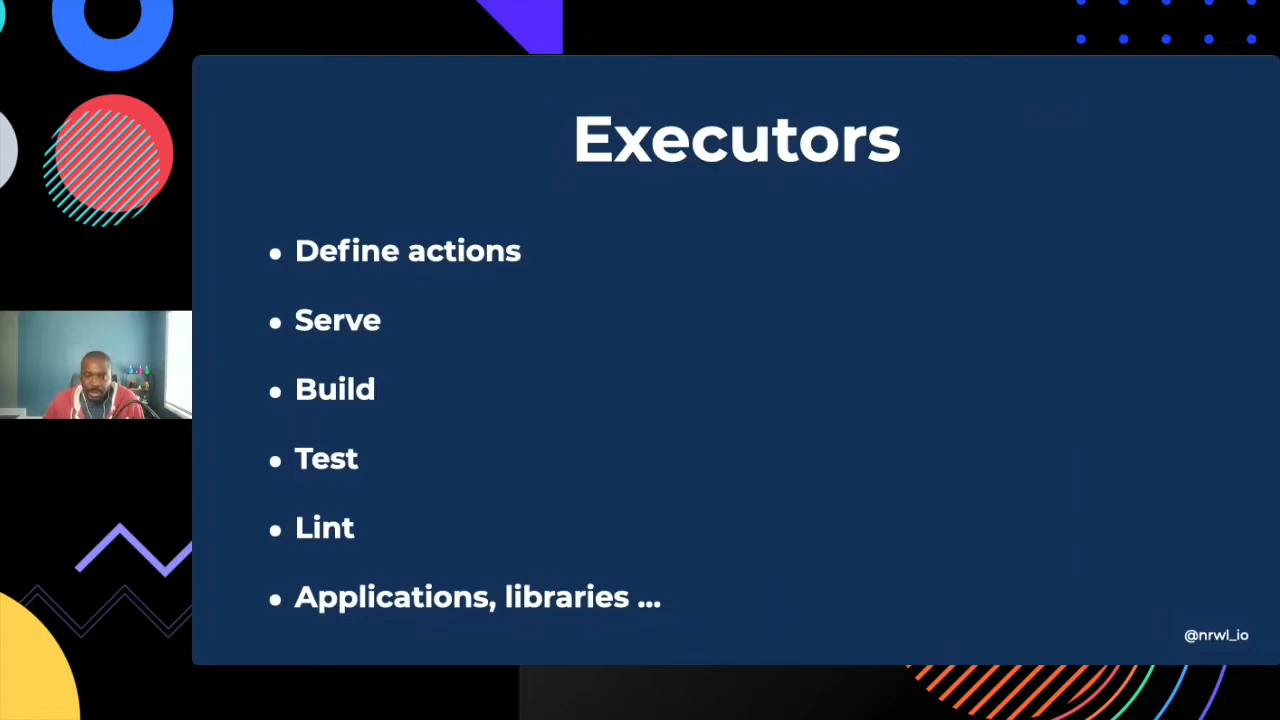 Executors
• Define actions
• Serve
• Build
• Test
• Lint
• Applications, libraries ...
@nrwl_io